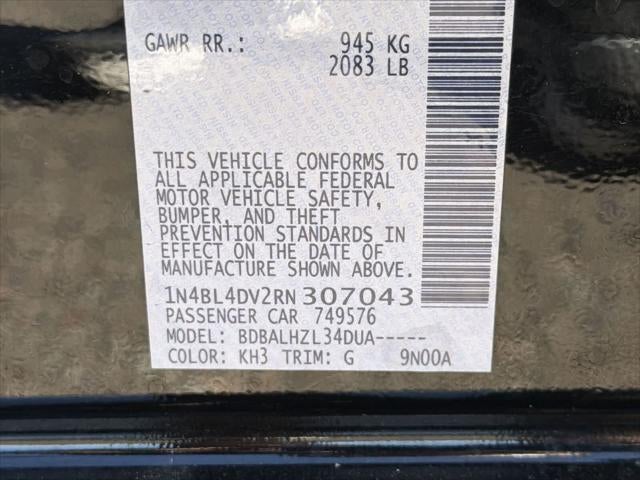 GAWR RR.: 945 KG
2083 LB
THIS VEHICLE CONFORMS TO
ALL APPLICABLE FEDERAL
MOTOR VEHICLE SAFETY,
BUMPER, AND THEFT
PREVENTION STANDARDS IN
EFFECT ON THE DATE OF
MANUFACTURE SHOWN ABOVE.
1N4BL4DV2RN307043
PASSENGER CAR 749576
MODEL: BDBALHZL34DUA-----
COLOR: KH3 TRIM: G 9N00A